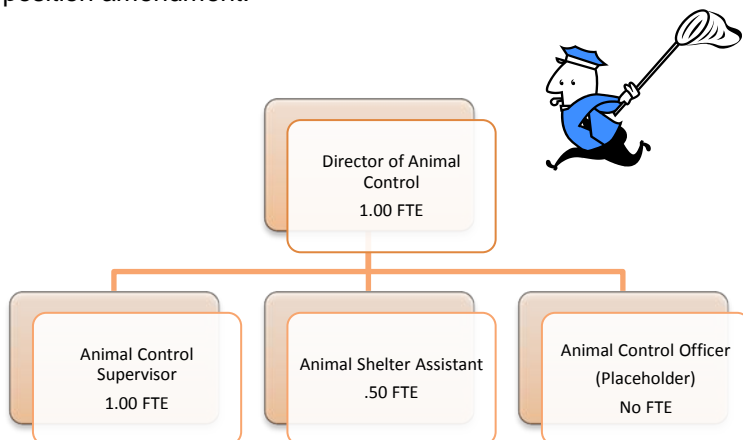 position amendment.
Director of Animal
Control
1.00 FTE
Animal Control
Supervisor
1.00 FTE
Animal Shelter Assistant
.50 FTE
Animal Control Officer
(Placeholder)
No FTE